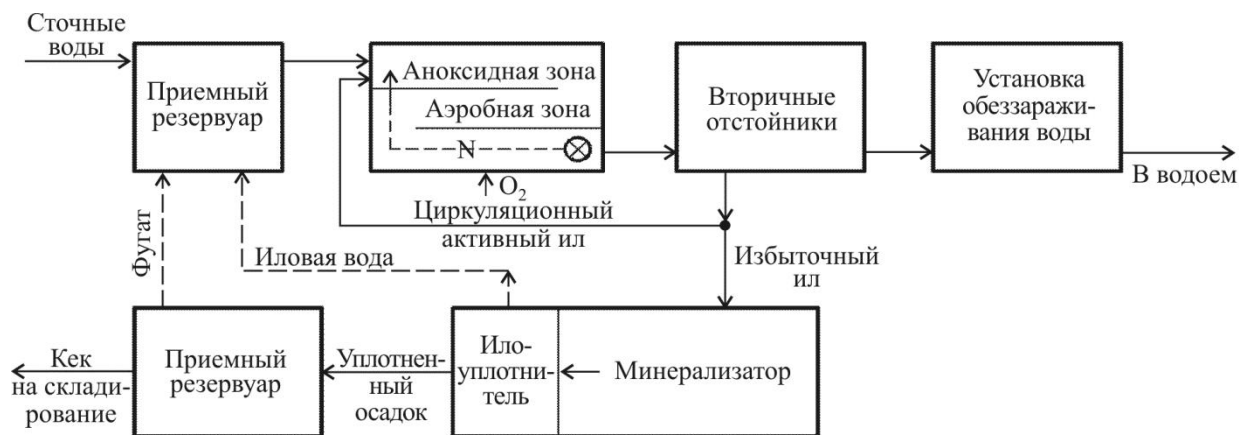 Сточные
воды
Приемный
резервуар
Аноксидная зона
Аэробная зона
N
O₂
Вторичные
отстойники
Установка
обеззаражи-
вания воды
В водоем
Циркуляционный
активный ил
Избыточный
ил
Фугат
Иловая вода
Кек
на склади-
рование
Приемный
резервуар
Уплотнен-
ный
осадок
Ило-
уплотни-
тель
Минерализатор